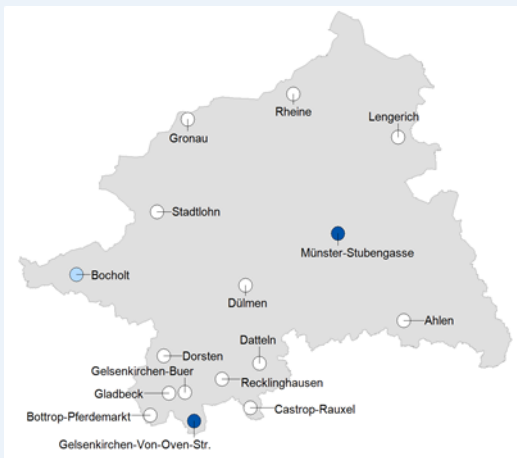 Rheine
Lengerich
Gronau
Stadtlohn
Münster-Stubengasse
Bocholt
Dülmen
Ahlen
Datteln
Dorsten
Gelsenkirchen-Buer
Recklinghausen
Gladbeck
Castrop-Rauxel
Bottrop-Pferdemarkt
Gelsenkirchen-Von-Oven-Str.